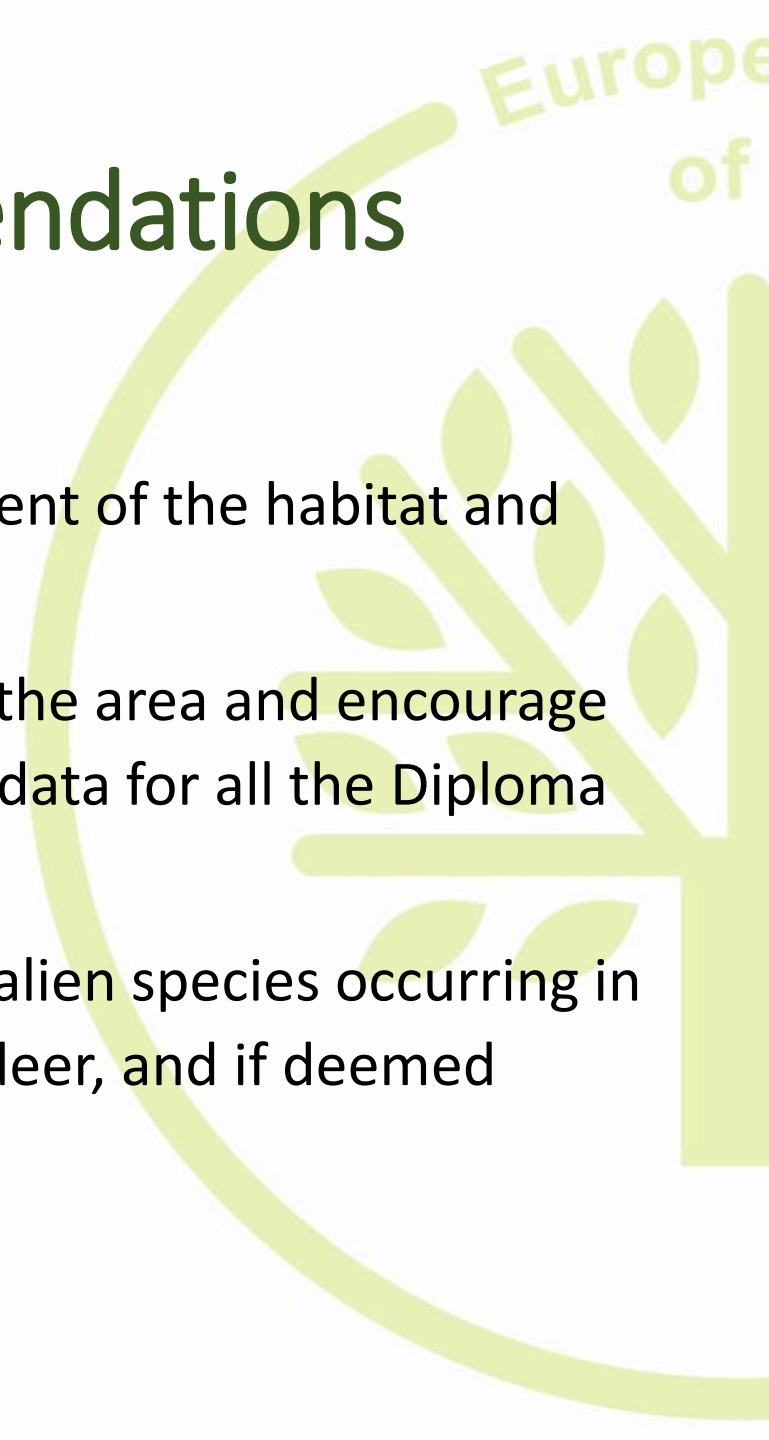 Europe
of
endations
ent of the habitat and
the area and encourage
data for all the Diploma
alien species occurring in
deer, and if deemed